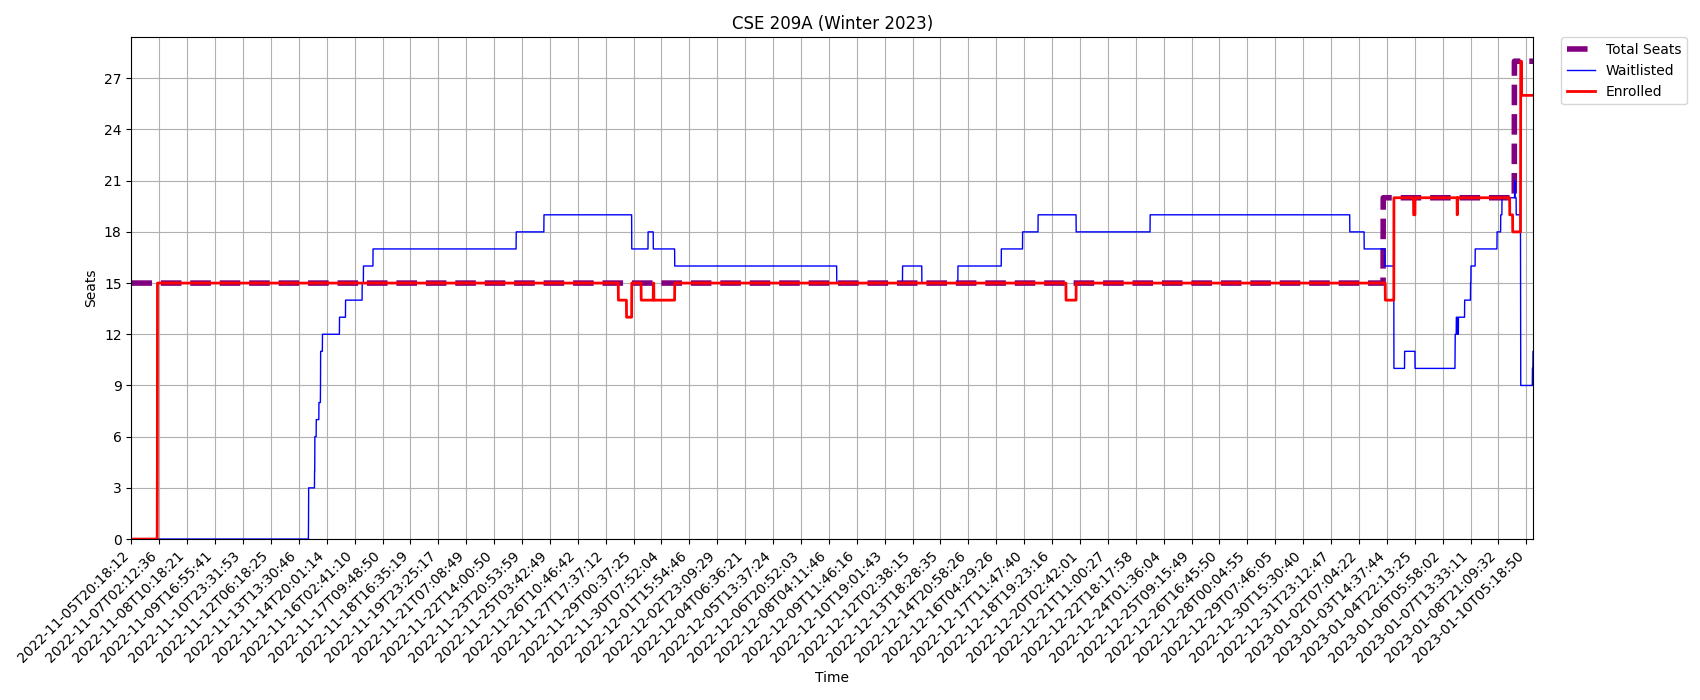 CSE 209A (Winter 2023)
Total Seats
Waitlisted
Enrolled
Seats
27
24
21
18
15
12
9
6
3
0
2022-11-05T20:18:12
2022-11-07T02:12:36
2022-11-08T10:18:21
2022-11-09T16:55:41
2022-11-10T23:31:53
2022-11-12T06:18:25
2022-11-13T13:30:46
2022-11-14T20:01:14
2022-11-16T02:41:10
2022-11-17T09:48:50
2022-11-18T16:35:19
2022-11-19T23:25:17
2022-11-21T07:08:49
2022-11-22T14:00:50
2022-11-23T20:53:59
2022-11-25T03:42:49
2022-11-26T10:46:42
2022-11-27T17:37:12
2022-11-29T00:37:25
2022-11-30T07:52:04
2022-12-01T15:54:46
2022-12-02T23:09:29
2022-12-04T06:36:21
2022-12-05T13:37:24
2022-12-06T20:52:03
2022-12-08T04:11:46
2022-12-09T11:46:16
2022-12-10T19:01:43
2022-12-12T02:38:15
2022-12-13T18:28:35
2022-12-14T20:58:26
2022-12-16T04:29:26
2022-12-17T11:47:40
2022-12-18T19:23:16
2022-12-20T02:42:01
2022-12-21T11:00:27
2022-12-22T18:17:58
2022-12-24T01:36:04
2022-12-25T09:15:49
2022-12-26T16:45:50
2022-12-28T00:04:55
2022-12-29T07:46:05
2022-12-30T15:30:40
2022-12-31T23:12:47
2023-01-02T07:04:22
2023-01-03T14:37:44
2023-01-04T22:13:25
2023-01-06T05:58:02
2023-01-07T13:33:11
2023-01-08T21:09:32
2023-01-10T05:18:50
Time